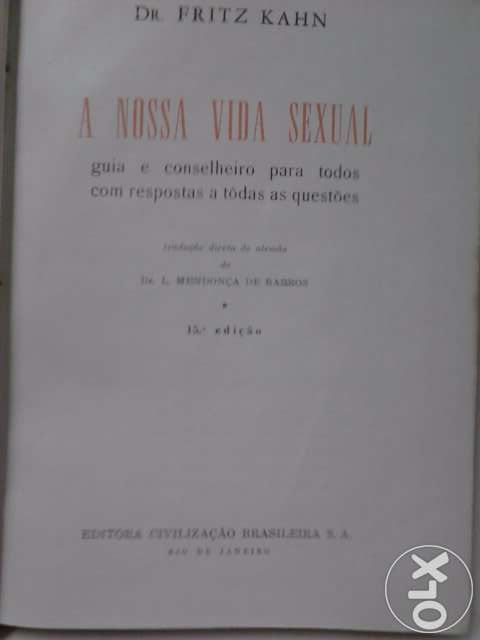 DR. FRITZ KAHN
A NOSSA VIDA SEXUAL
guia e conselheiro para todos
com respostas a tôdas as questões
tradução direta do alemão
de
DR. L. MENDONÇA DE BARROS
*
15.ª edição
EDITORA CIVILIZAÇÃO BRASILEIRA S. A.
RIO DE JANEIRO
OLX